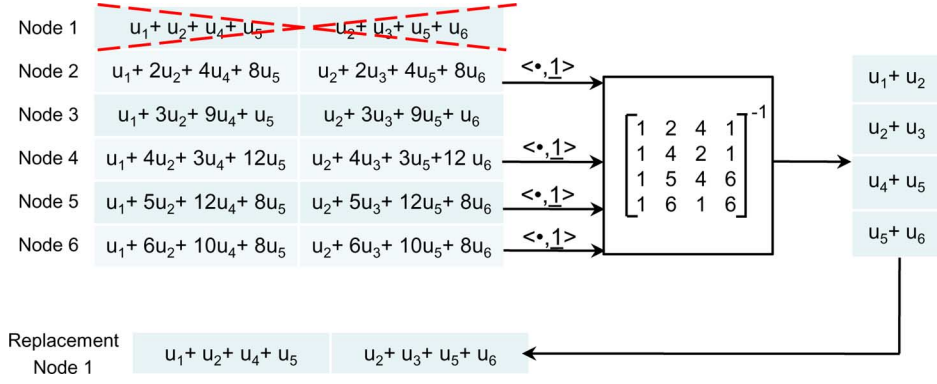 Node 1 u₁+ u₂+ u₄+ u₅ u₂+ u₃+ u₅+ u₆
Node 2 u₁+ 2u₂+ 4u₄+ 8u₅ u₂+ 2u₃+ 4u₅+ 8u₆ <•,1>
Node 3 u₁+ 3u₂+ 9u₄+ u₅ u₂+ 3u₃+ 9u₅+ u₆
Node 4 u₁+ 4u₂+ 3u₄+ 12u₅ u₂+ 4u₃+ 3u₅+12 u₆ <•,1>
Node 5 u₁+ 5u₂+ 12u₄+ 8u₅ u₂+ 5u₃+ 12u₅+ 8u₆ <•,1>
Node 6 u₁+ 6u₂+ 10u₄+ 8u₅ u₂+ 6u₃+ 10u₅+ 8u₆ <•,1>
-1
1 2 4 1
1 4 2 1
1 5 4 6
1 6 1 6
u₁+ u₂
u₂+ u₃
u₄+ u₅
u₅+ u₆
Replacement
Node 1 u₁+ u₂ + u₄ + u₅ u₂+ u₃ + u₅ + u₆